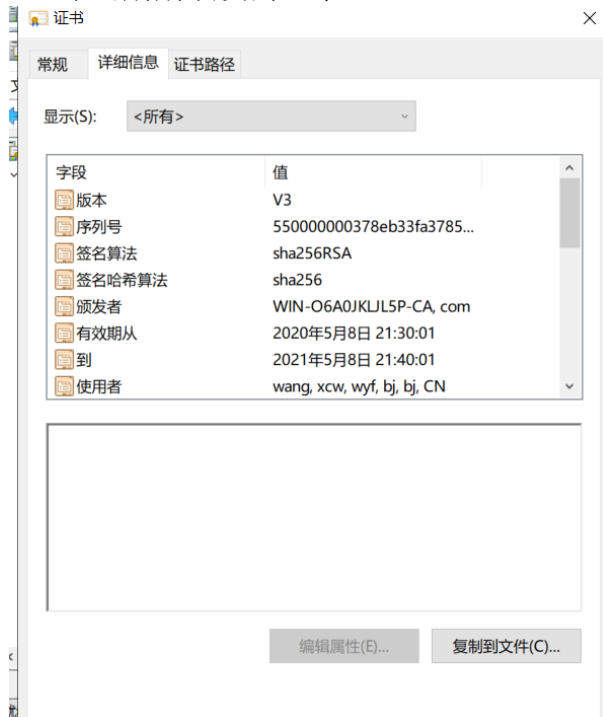 证书
常规 详细信息 证书路径
显示(S): <所有>
字段 值
版本 V3
序列号 550000000378eb33fa3785...
签名算法 sha256RSA
签名哈希算法 sha256
颁发者 WIN-O6A0JKLJL5P-CA, com
有效期从 2020年5月8日 21:30:01
到 2021年5月8日 21:40:01
使用者 wang, xcw, wyf, bj, bj, CN
编辑属性(E)... 复制到文件(C)...